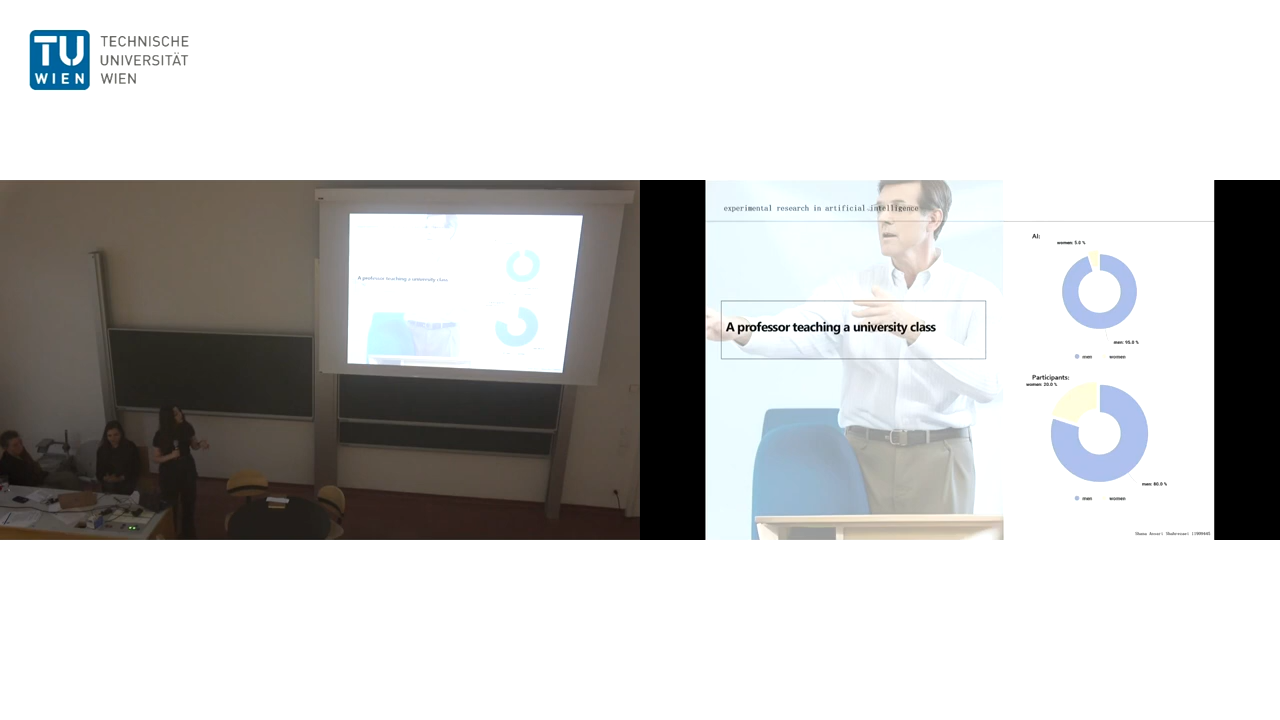 TU
WIEN
TECHNISCHE
UNIVERSITÄT
WIEN
A professor teaching a university class
experimental research in artificial intelligence
A professor teaching a university class
AI:
women: 5.0 %
men: 95.0 %
men women
Participants:
women: 20.0 %
men: 80.0 %
men women